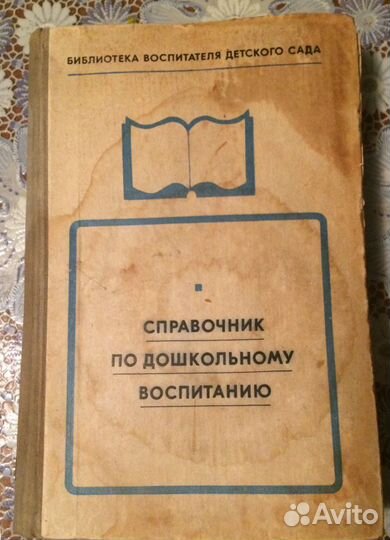 БИБЛИОТЕКА ВОСПИТАТЕЛЯ ДЕТСКОГО САДА
СПРАВОЧНИК
ПО ДОШКОЛЬНОМУ
ВОСПИТАНИЮ
Avito